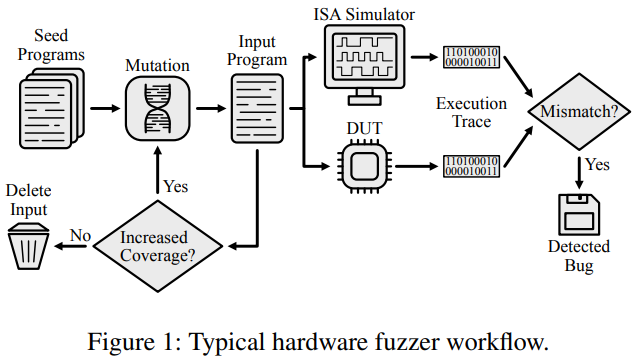 ISA Simulator
Seed
Programs
Mutation
Input
Program
110100010
000010011
Execution
Trace
Mismatch?
DUT
110100010
000010011
Yes
Detected
Bug
Yes
Increased
Coverage?
No
Delete
Input
Figure 1: Typical hardware fuzzer workflow.